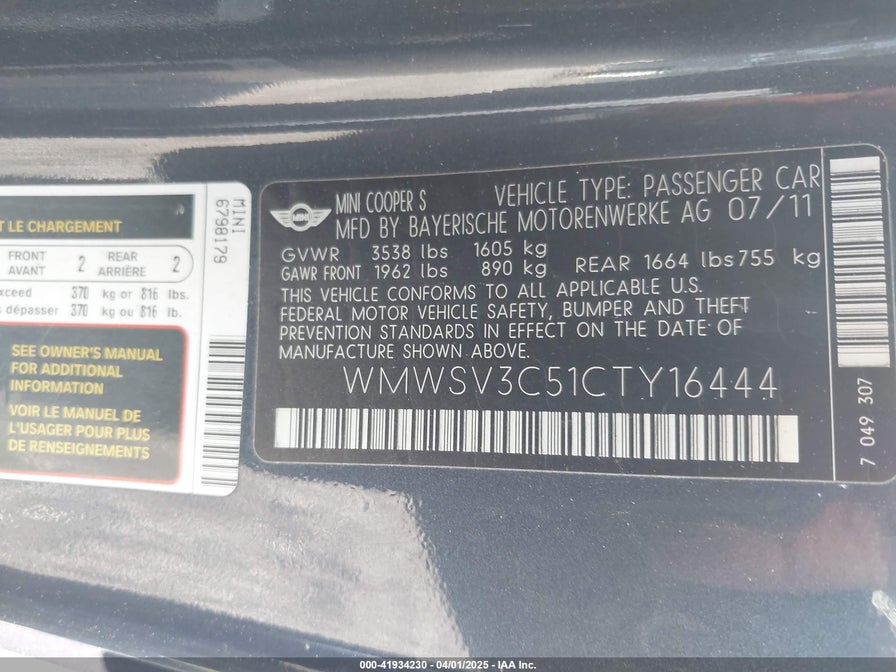 T LE CHARGEMENT
FRONT
AVANT 2 REAR
ARRIÈRE 2
xceed 370 kg or 816 lbs.
s dépasser 370 kg ou 816 lb.
SEE OWNER'S MANUAL
FOR ADDITIONAL
INFORMATION
VOIR LE MANUEL DE
L'USAGER POUR PLUS
DE RENSEIGNEMENTS
MINI
6798179
MINI
MINI COOPER S VEHICLE TYPE: PASSENGER CAR
MFD BY BAYERISCHE MOTORENWERKE AG 07/11
GVWR 3538 lbs 1605 kg
GAWR FRONT 1962 lbs 890 kg REAR 1664 lbs 755 kg
THIS VEHICLE CONFORMS TO ALL APPLICABLE U.S.
FEDERAL MOTOR VEHICLE SAFETY, BUMPER AND THEFT
PREVENTION STANDARDS IN EFFECT ON THE DATE OF
MANUFACTURE SHOWN ABOVE.
WMWSV3C51CTY16444
7 049 307
000-41934230 - 04/01/2025 - IAA Inc.